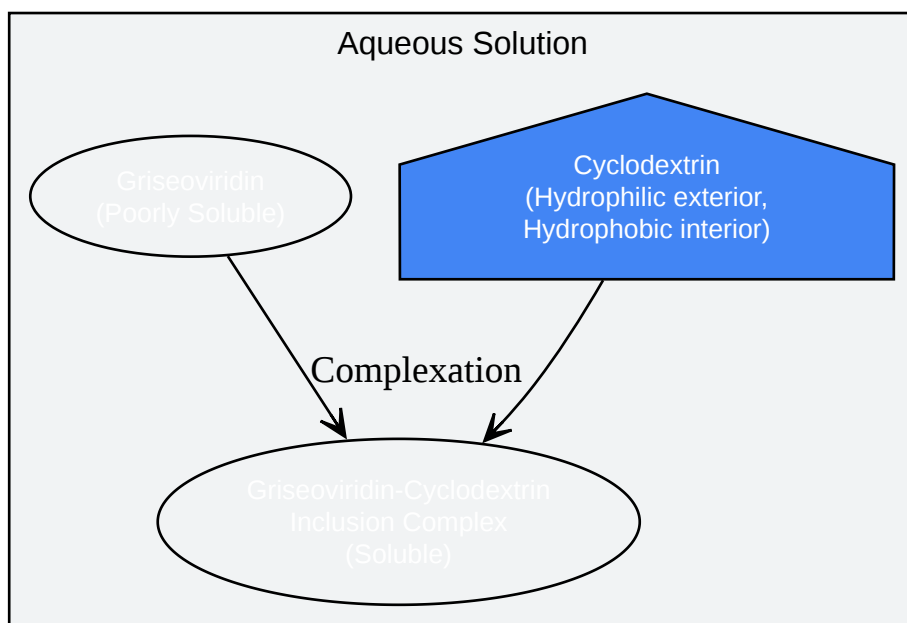 Aqueous Solution
Griseoviridin
(Poorly Soluble)
Cyclodextrin
(Hydrophilic exterior,
Hydrophobic interior)
Complexation
Griseoviridin-Cyclodextrin
Inclusion Complex
(Soluble)